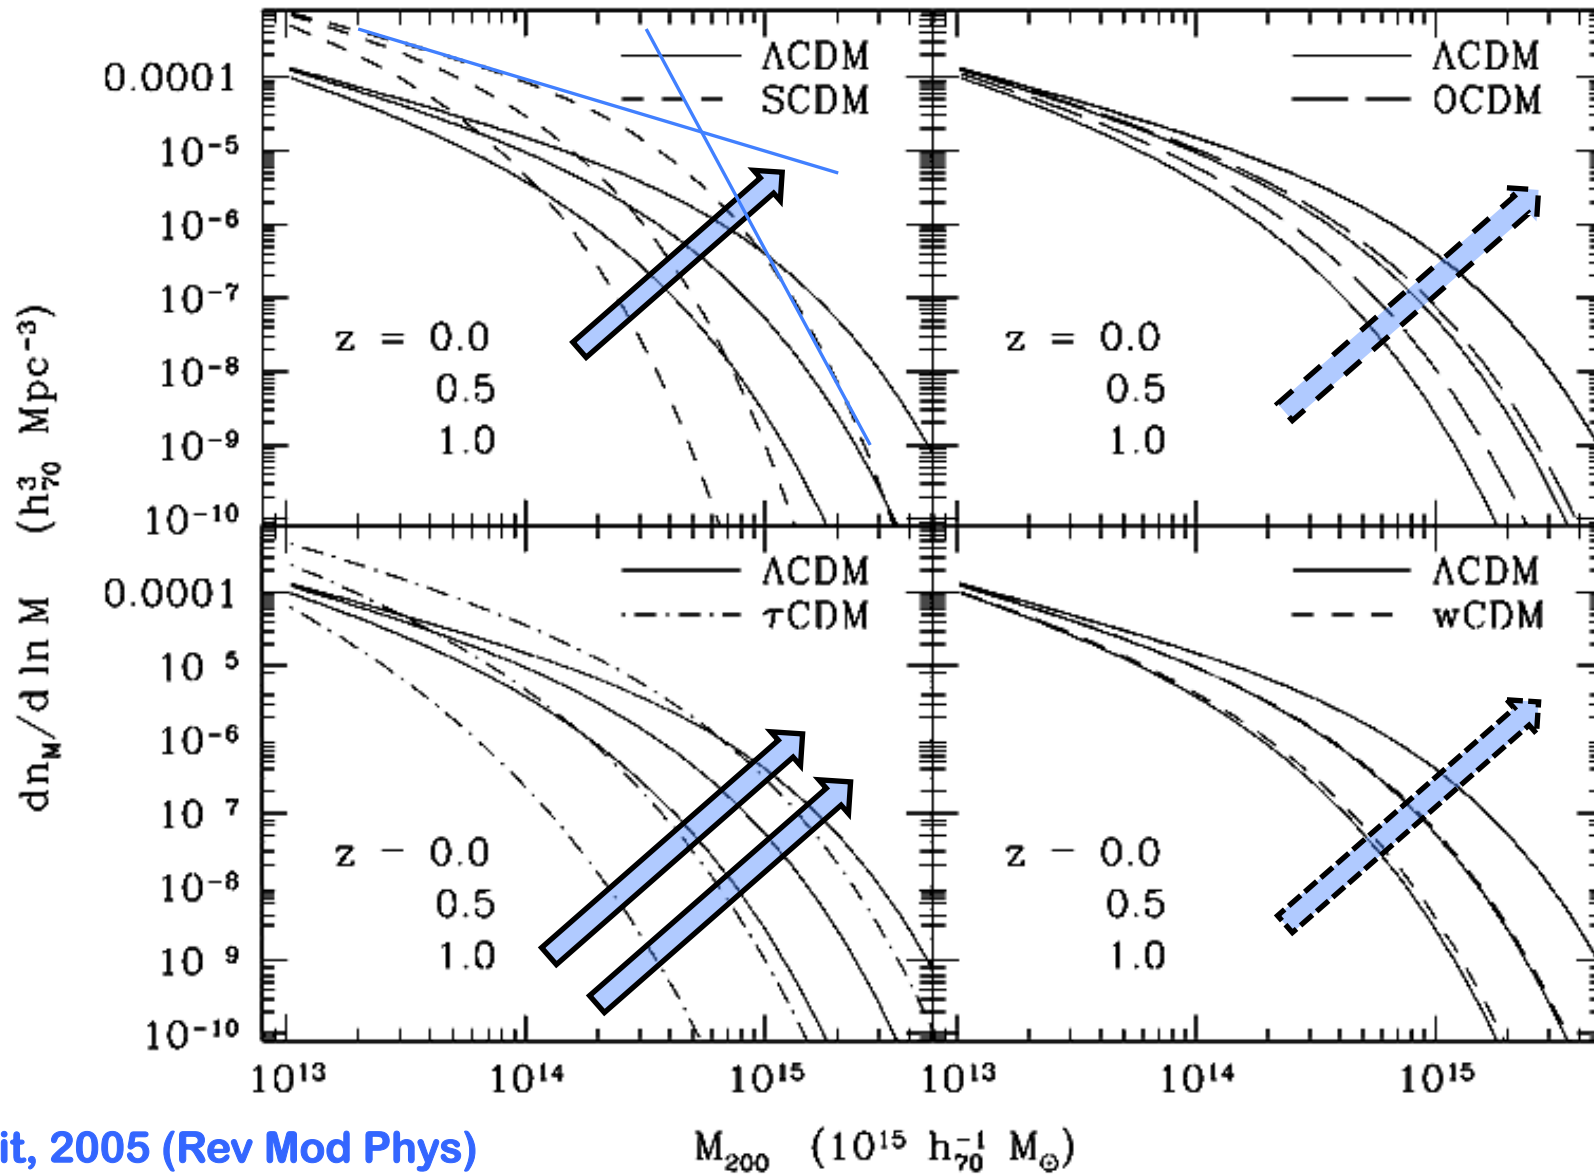 ΛCDM
SCDM
z = 0.0
0.5
1.0
ΛCDM
OCDM
z = 0.0
0.5
1.0
0.0001
10⁻⁵
10⁻⁶
10⁻⁷
10⁻⁸
10⁻⁹
10⁻¹⁰
dn_M/d ln M (h₇₀³ Mpc⁻³)
ΛCDM
τCDM
z = 0.0
0.5
1.0
ΛCDM
wCDM
z = 0.0
0.5
1.0
0.0001
10⁻⁵
10⁻⁶
10⁻⁷
10⁻⁸
10⁻⁹
10⁻¹⁰
10¹³ 10¹⁴ 10¹⁵ 10¹³ 10¹⁴ 10¹⁵
M₂₀₀ (10¹⁵ h₇₀⁻¹ M⊙)
it, 2005 (Rev Mod Phys)